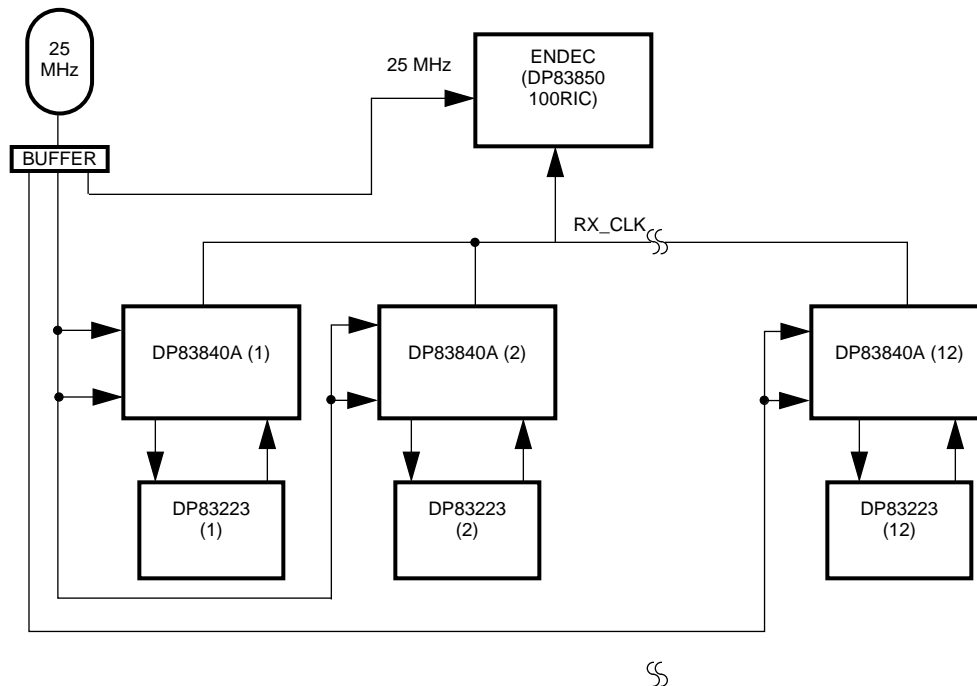 25
MHz
BUFFER
25 MHz
ENDEC
(DP83850
100RIC)
RX_CLK
DP83840A (1)
DP83840A (2)
DP83840A (12)
DP83223
(1)
DP83223
(2)
DP83223
(12)